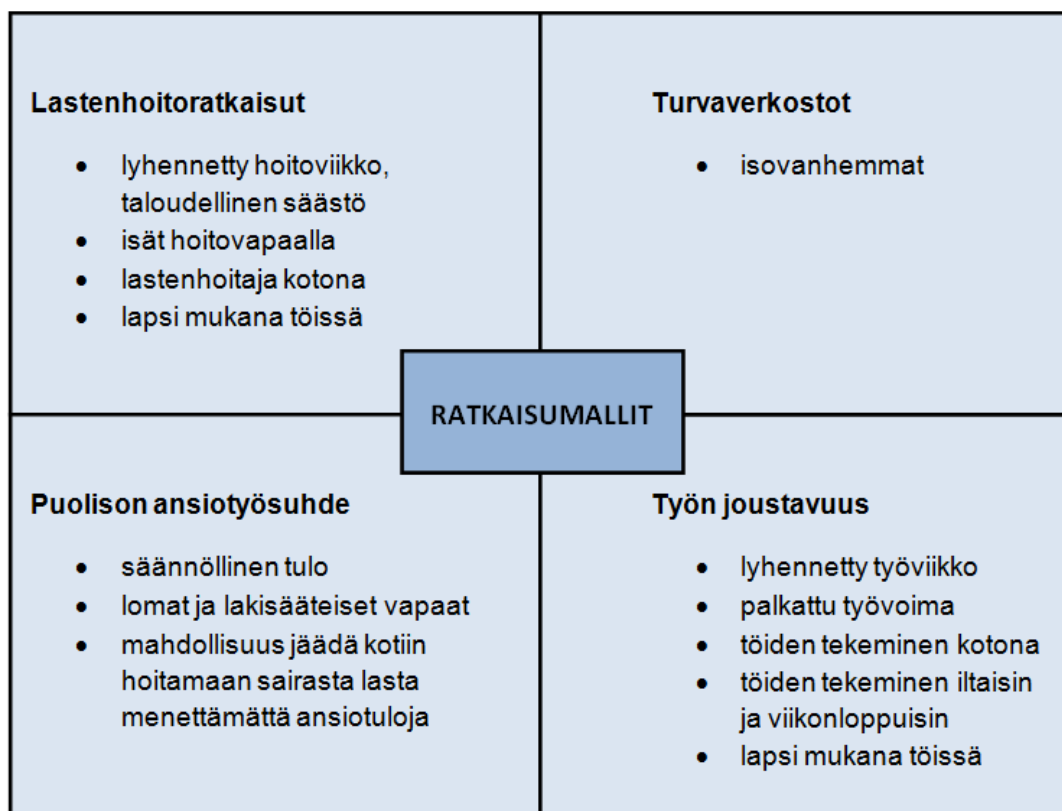 Lastenhoitoratkaisut
• lyhennetty hoitoviikko,
taloudellinen säästö
• isät hoitovapaalla
• lastenhoitaja kotona
• lapsi mukana töissä
Turvaverkostot
• isovanhemmat
RATKAISUMALLIT
Puolison ansiotyösuhde
• säännöllinen tulo
• lomat ja lakisääteiset vapaat
• mahdollisuus jäädä kotiin
hoitamaan sairasta lasta
menettämättä ansiotuloja
Työn joustavuus
• lyhennetty työviikko
• palkattu työvoima
• töiden tekeminen kotona
• töiden tekeminen iltaisin
ja viikonloppuisin
• lapsi mukana töissä